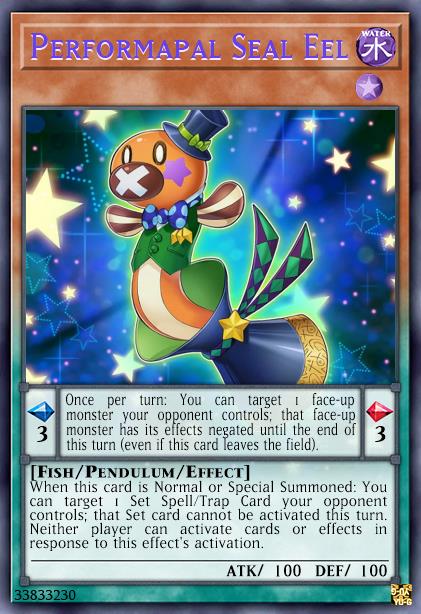 Performapal Seal Eel
WATER
水
3
Once per turn: You can target 1 face-up
monster your opponent controls; that face-up
monster has its effects negated until the end of
this turn (even if this card leaves the field).
3
[Fish/Pendulum/Effect]
When this card is Normal or Special Summoned: You
can target 1 Set Spell/Trap Card your opponent
controls; that Set card cannot be activated this turn.
Neither player can activate cards or effects in
response to this effect's activation.
ATK/ 100 DEF/ 100
33833230